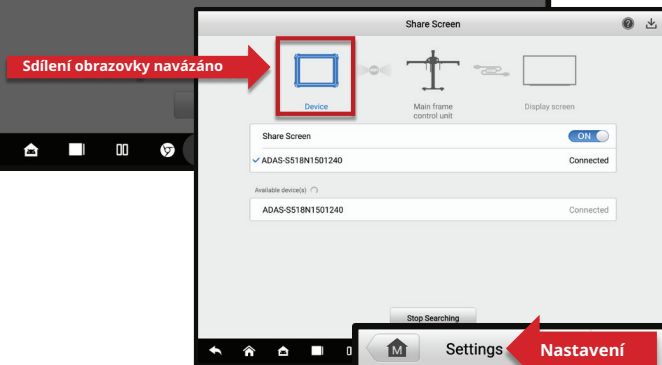 Share Screen
Sdílení obrazovky navázáno
Device
Main frame
control unit
Display screen
Share Screen
ON
ADAS-S518N1501240
Connected
Available device(s)
ADAS-S518N1501240
Connected
Stop Searching
M
Settings
Nastavení